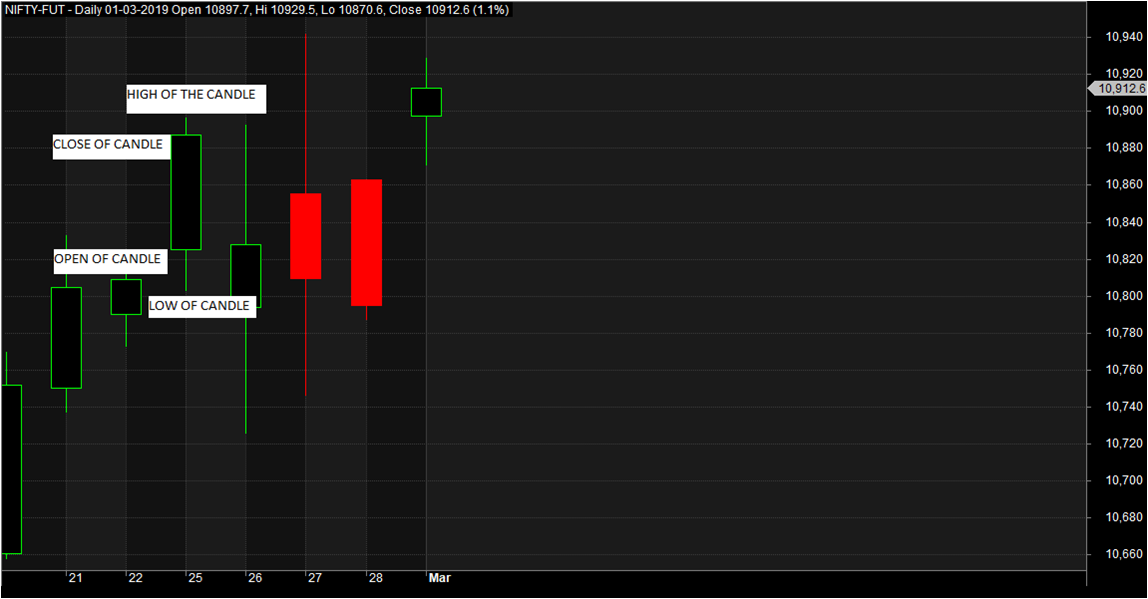 NIFTY-FUT - Daily 01-03-2019 Open 10897.7, Hi 10929.5, Lo 10870.6, Close 10912.6 (1.1%)
10,940
HIGH OF THE CANDLE
10,920
10,912.6
10,900
CLOSE OF CANDLE
10,880
10,860
10,840
OPEN OF CANDLE
10,820
LOW OF CANDLE
10,800
10,780
10,760
10,740
10,720
10,700
10,680
10,660
21 22 25 26 27 28 Mar